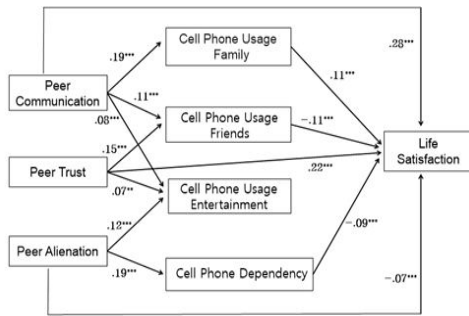 Cell Phone Usage
Family
.28***
.19***
Peer
Communication
.11***
.11***
Cell Phone Usage
Friends
-.11***
.08***
Life
Satisfaction
.15***
Peer Trust
.22***
.07**
Cell Phone Usage
Entertainment
.12***
-.09***
Peer Alienation
.19***
Cell Phone Dependency
-.07***